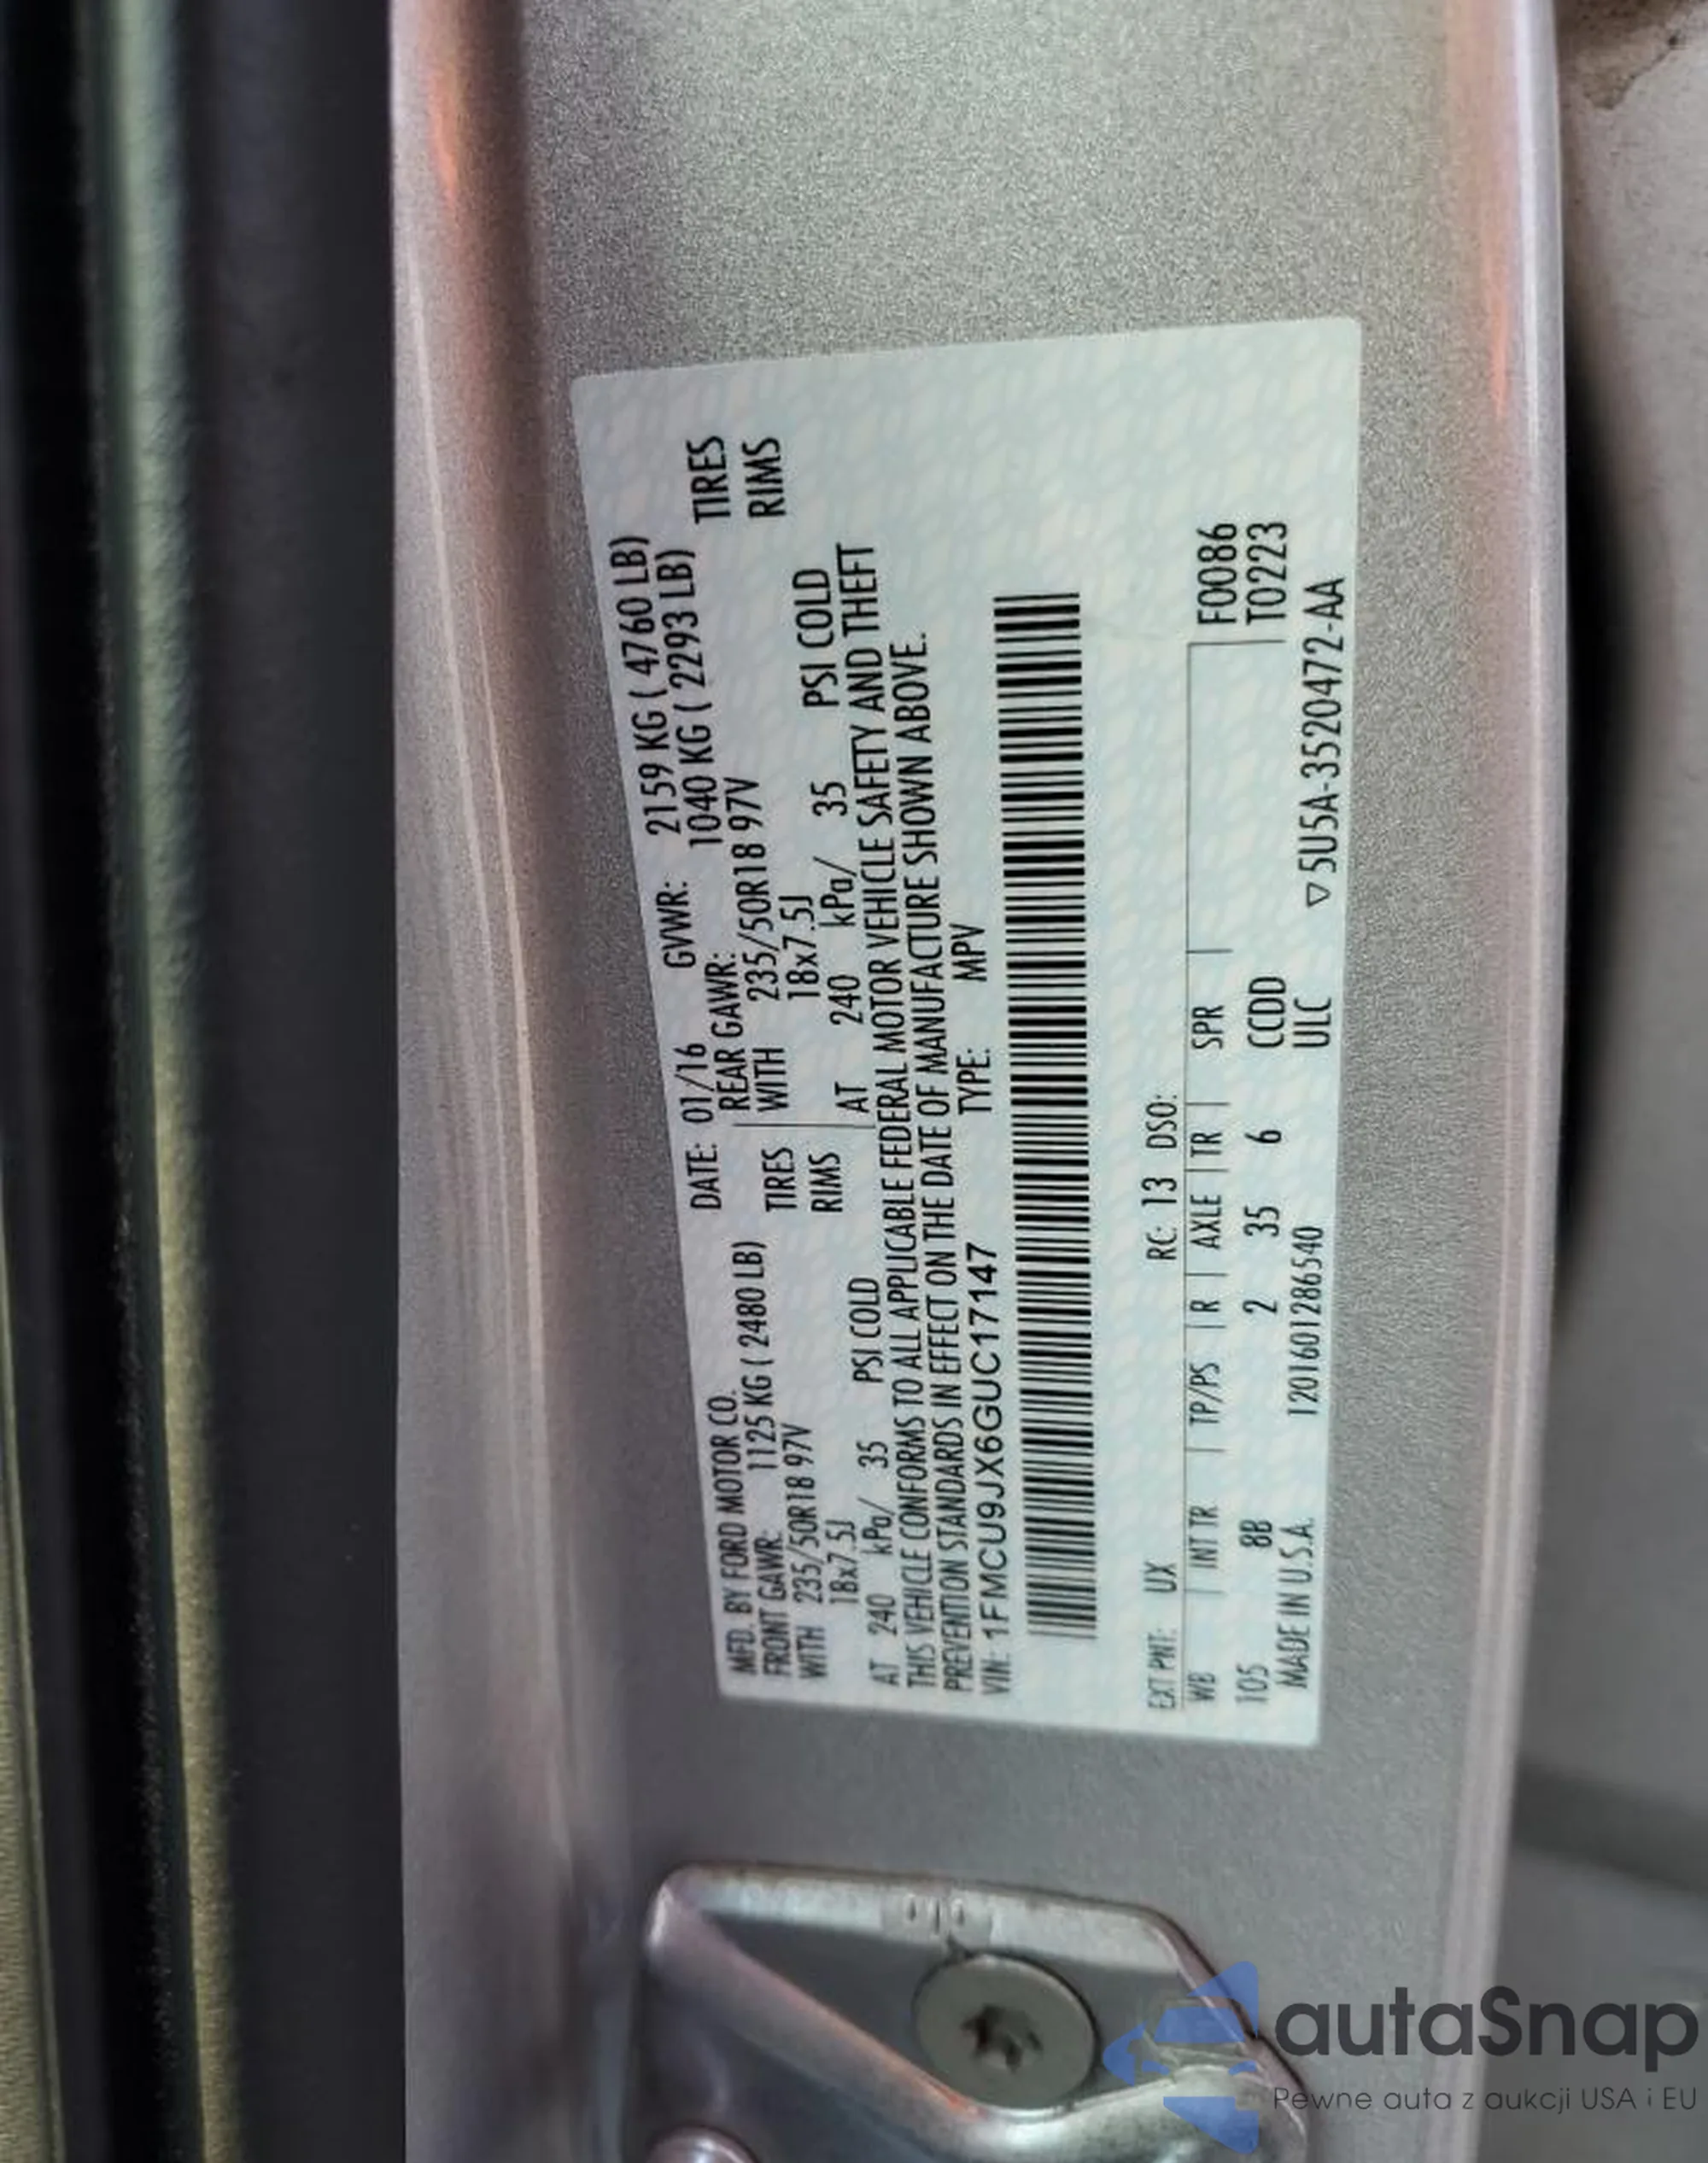 MFD. BY FORD MOTOR CO. DATE: 01/16 GVWR: 2159 KG ( 4760 LB)
FRONT GAWR: 1125 KG ( 2480 LB) REAR GAWR: 1040 KG ( 2293 LB)
WITH 235/50R18 97V TIRES WITH 235/50R18 97V TIRES
18x7.5J RIMS 18x7.5J RIMS
AT 240 kPa/ 35 PSI COLD AT 240 kPa/ 35 PSI COLD
THIS VEHICLE CONFORMS TO ALL APPLICABLE FEDERAL MOTOR VEHICLE SAFETY AND THEFT
PREVENTION STANDARDS IN EFFECT ON THE DATE OF MANUFACTURE SHOWN ABOVE.
VIN: 1FMCU9JX6GUC17147 TYPE: MPV
EXT PNT: UX RC: 13 DSO:
WB | INT TR | TP/PS | R | AXLE | TR | SPR | F0086
105 8B 2 35 6 CCDD T0223
MADE IN U.S.A. 1201601286540 ULC ▽5U5A-3520472-AA
autaSnap
Pewne auta z aukcji USA i EU